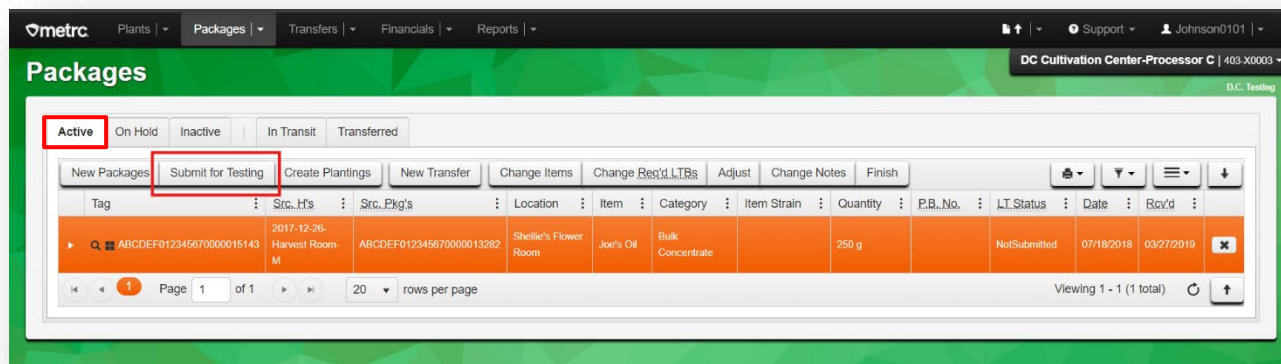 metrc Plants Packages Transfers Financials Reports Support Johnson0101
DC Cultivation Center-Processor C | 403-X0003
Packages
D.C. Testing
Active On Hold Inactive In Transit Transferred
New Packages Submit for Testing Create Plantings New Transfer Change Items Change Req'd LTBs Adjust Change Notes Finish
Tag Src. H's Src. Pkg's Location Item Category Item Strain Quantity P.B. No. LT Status Date Rcv'd
ABCDEF012345670000015143 2017-12-26-Harvest Room-M ABCDEF012345670000013282 Shellie's Flower Room Joe's Oil Bulk Concentrate 250 g NotSubmitted 07/18/2018 03/27/2019
1 Page 1 of 1 20 rows per page Viewing 1 - 1 (1 total)